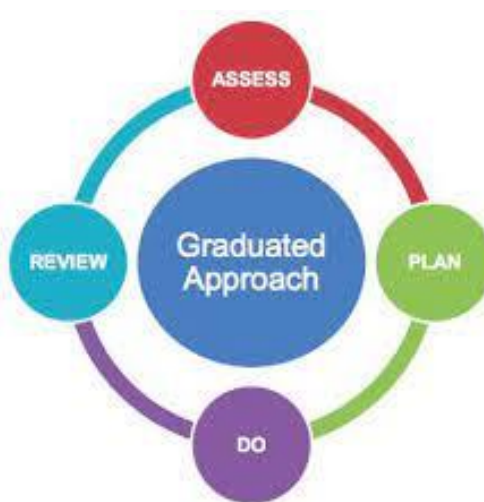 ASSESS
Graduated
Approach
REVIEW
PLAN
DO